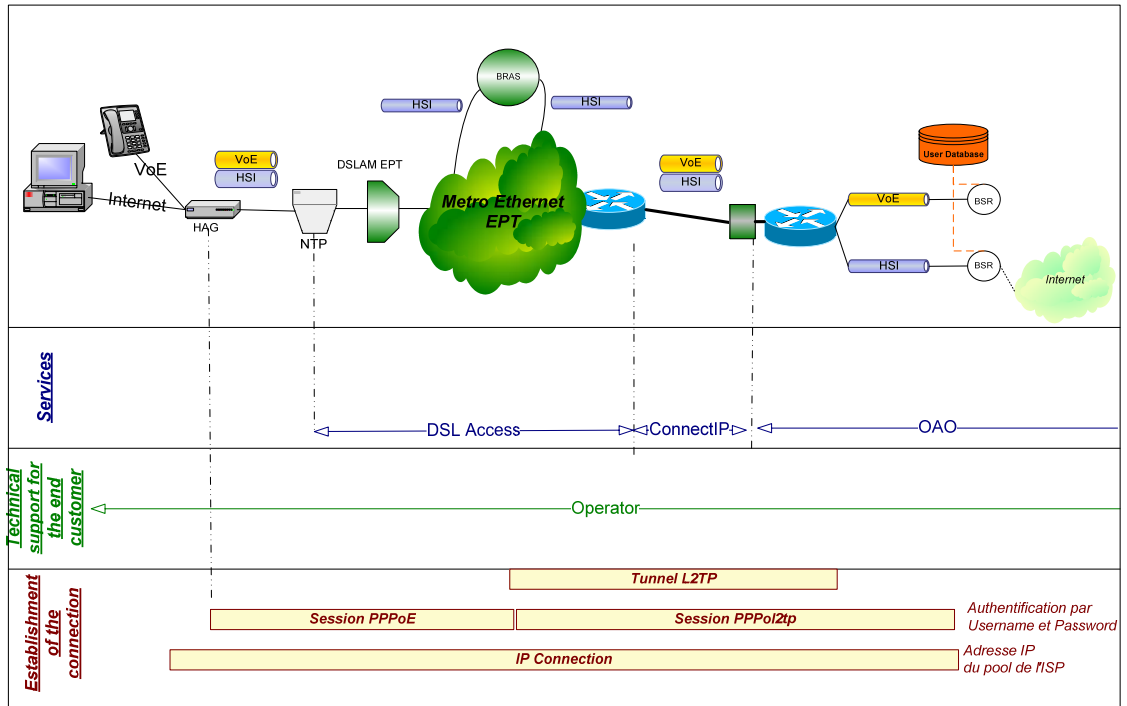 BRAS
HSI
HSI
VoE
Internet
VoE
HSI
HAG
NTP
DSLAM EPT
Metro Ethernet
EPT
VoE
HSI
User Database
VoE
BSR
HSI
BSR
Internet
Services
DSL Access
ConnectIP
OAO
Technical
support for
the end
customer
Operator
Establishment
of the
connection
Tunnel L2TP
Session PPPoE
Session PPPol2tp
Authentification par
Username et Password
IP Connection
Adresse IP
du pool de l'ISP